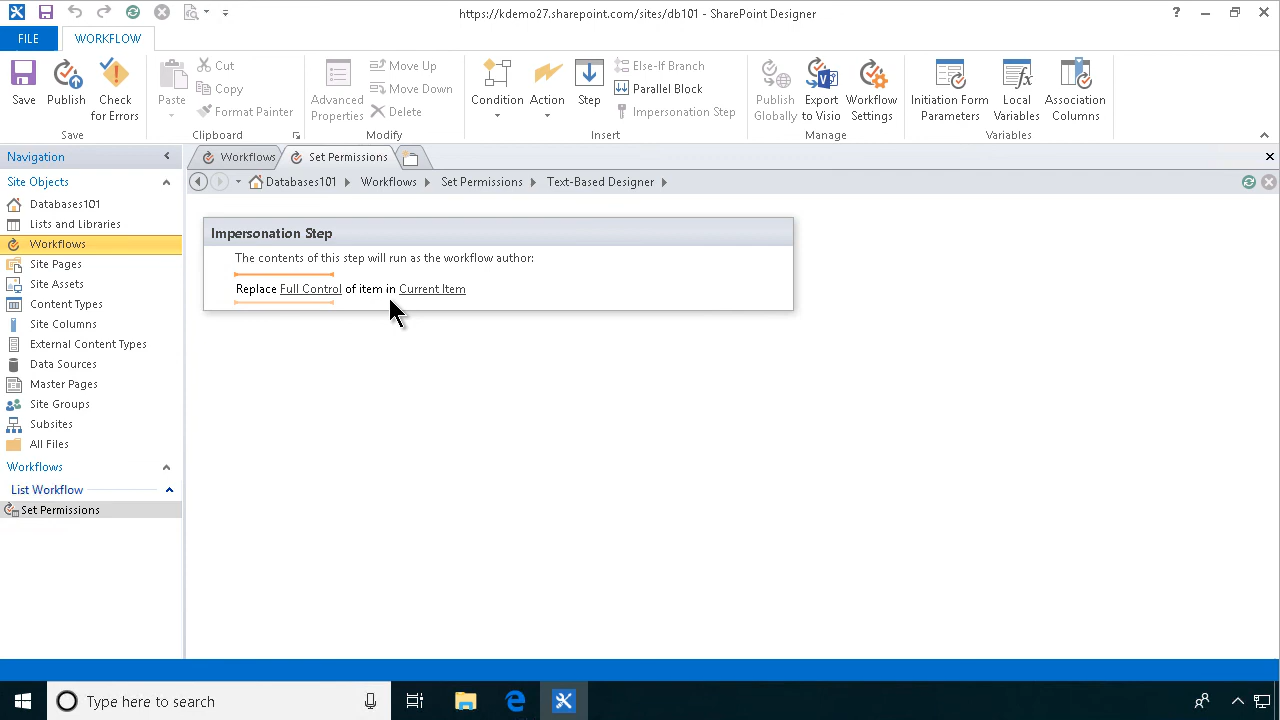 https://kdemo27.sharepoint.com/sites/db101 - SharePoint Designer
?
FILE
WORKFLOW
Save
Publish
Check for Errors
Save
Paste
Cut
Copy
Format Painter
Clipboard
Advanced Properties
Move Up
Move Down
Delete
Modify
Condition
Action
Step
Else-If Branch
Parallel Block
Impersonation Step
Insert
Publish Globally
Export to Visio
Workflow Settings
Manage
Initiation Form Parameters
Local Variables
Association Columns
Variables
Navigation
Site Objects
Databases101
Lists and Libraries
Workflows
Site Pages
Site Assets
Content Types
Site Columns
External Content Types
Data Sources
Master Pages
Site Groups
Subsites
All Files
Workflows
List Workflow
Set Permissions
Workflows
Set Permissions
Databases101 Workflows Set Permissions Text-Based Designer
Impersonation Step
The contents of this step will run as the workflow author:
Replace Full Control of item in Current Item
Type here to search